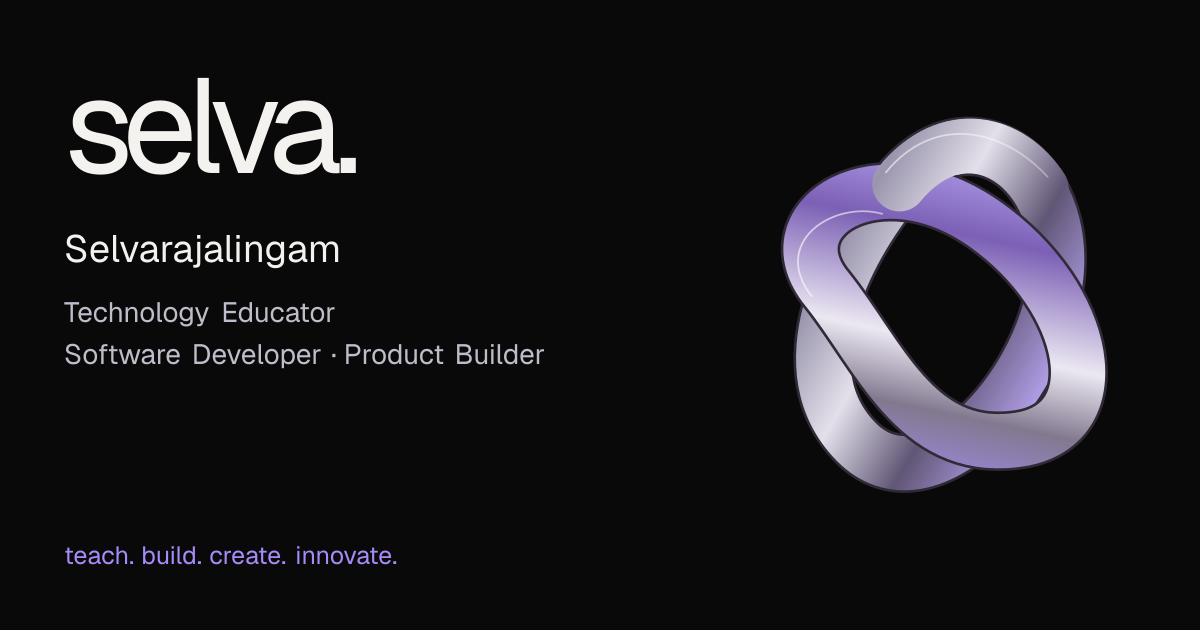 selva.
Selvarajalingam
Technology Educator
Software Developer · Product Builder
teach. build. create. innovate.